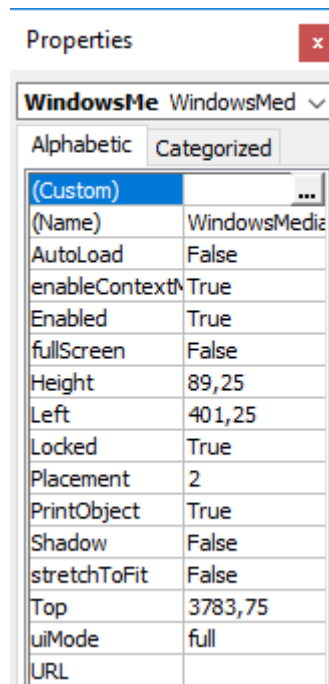 Properties
x
WindowsMe WindowsMed
Alphabetic Categorized
(Custom) ...
(Name) WindowsMedia
AutoLoad False
enableContextM True
Enabled True
fullScreen False
Height 89,25
Left 401,25
Locked True
Placement 2
PrintObject True
Shadow False
stretchToFit False
Top 3783,75
uiMode full
URL